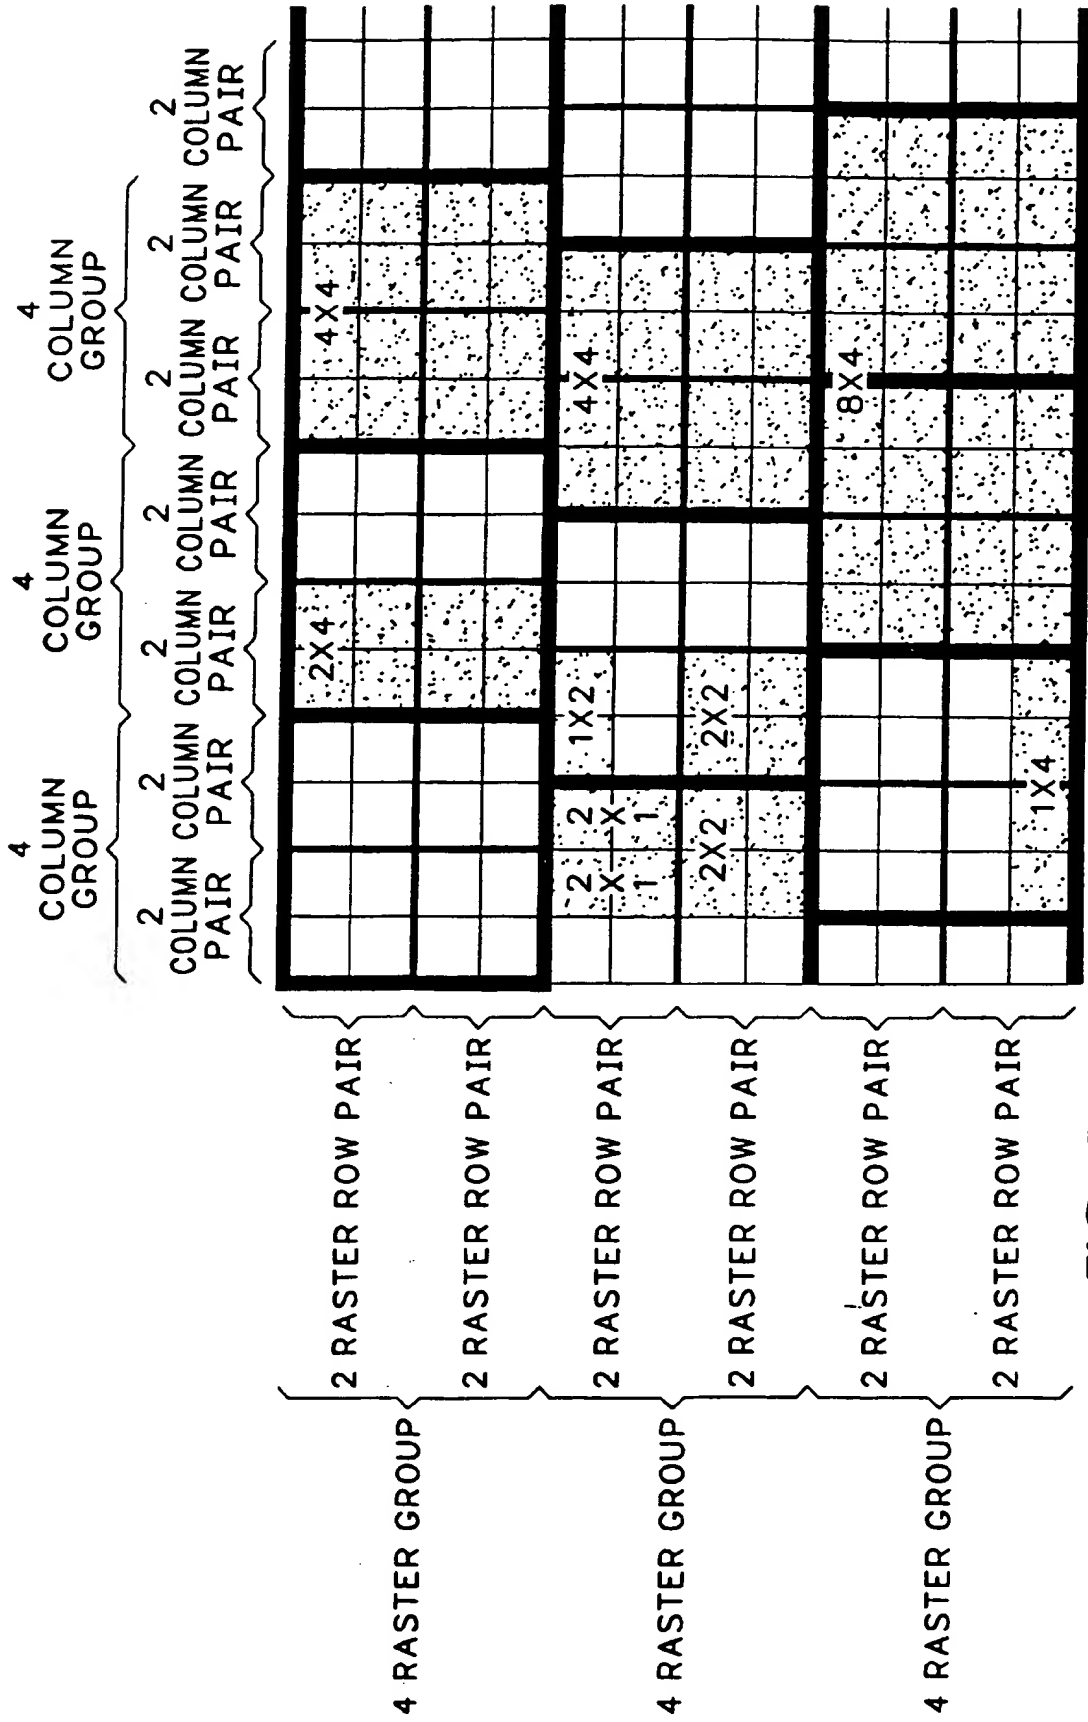 4 4 4
COLUMN COLUMN COLUMN
GROUP GROUP GROUP
2 2 2 2 2 2 2
COLUMN COLUMN COLUMN COLUMN COLUMN COLUMN COLUMN
PAIR PAIR PAIR PAIR PAIR PAIR PAIR
4 RASTER GROUP
2 RASTER ROW PAIR
2X4 4X4
2 RASTER ROW PAIR
4 RASTER GROUP
2 RASTER ROW PAIR
2 2 1X2 4X4
X X
1 1
2 RASTER ROW PAIR
2X2 2X2
4 RASTER GROUP
2 RASTER ROW PAIR
8X4
2 RASTER ROW PAIR
1X4